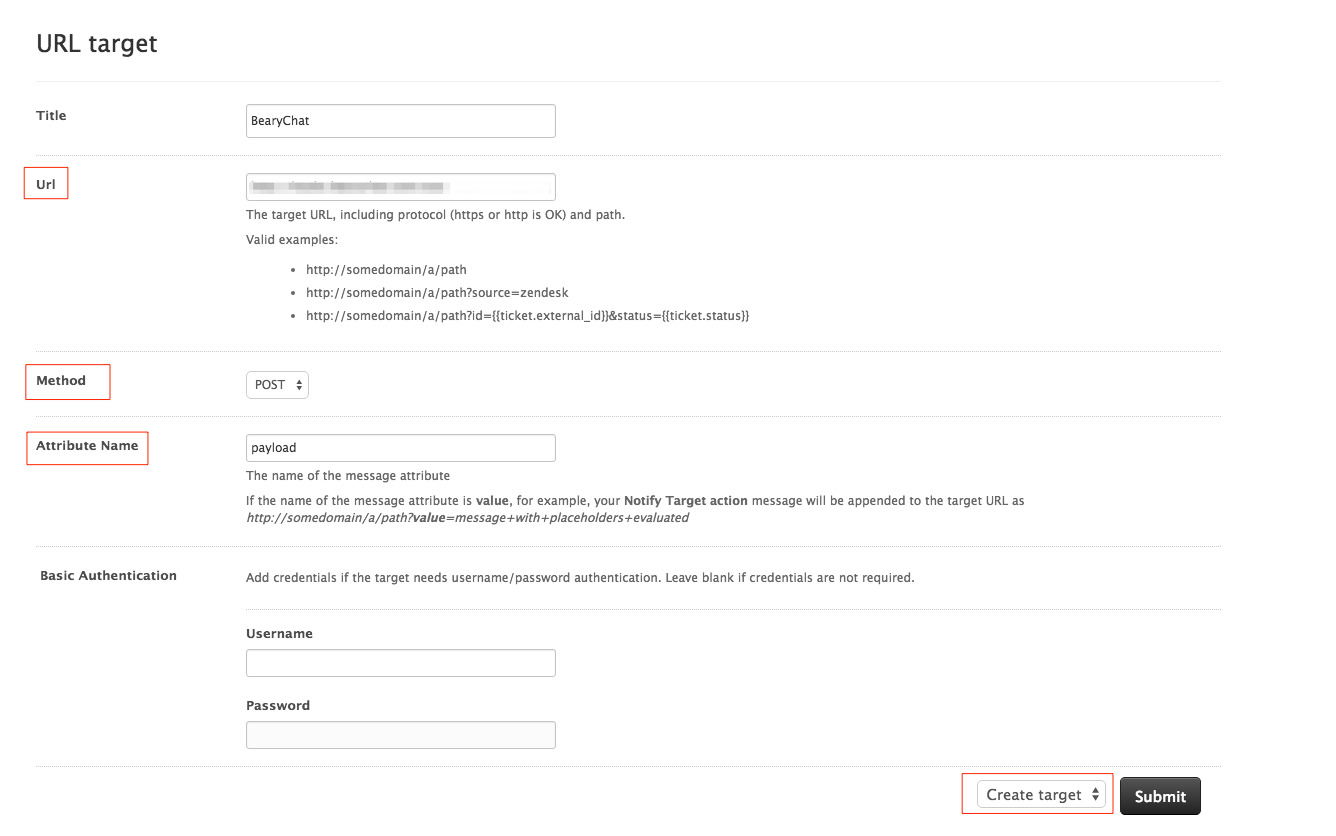 URL target
Title
BearyChat
Url
The target URL, including protocol (https or http is OK) and path.
Valid examples:
• http://somedomain/a/path
• http://somedomain/a/path?source=zendesk
• http://somedomain/a/path?id={{ticket.external_id}}&status={{ticket.status}}
Method
POST
Attribute Name
payload
The name of the message attribute
If the name of the message attribute is value, for example, your Notify Target action message will be appended to the target URL as
http://somedomain/a/path?value=message+with+placeholders+evaluated
Basic Authentication
Add credentials if the target needs username/password authentication. Leave blank if credentials are not required.
Username
Password
Create target
Submit